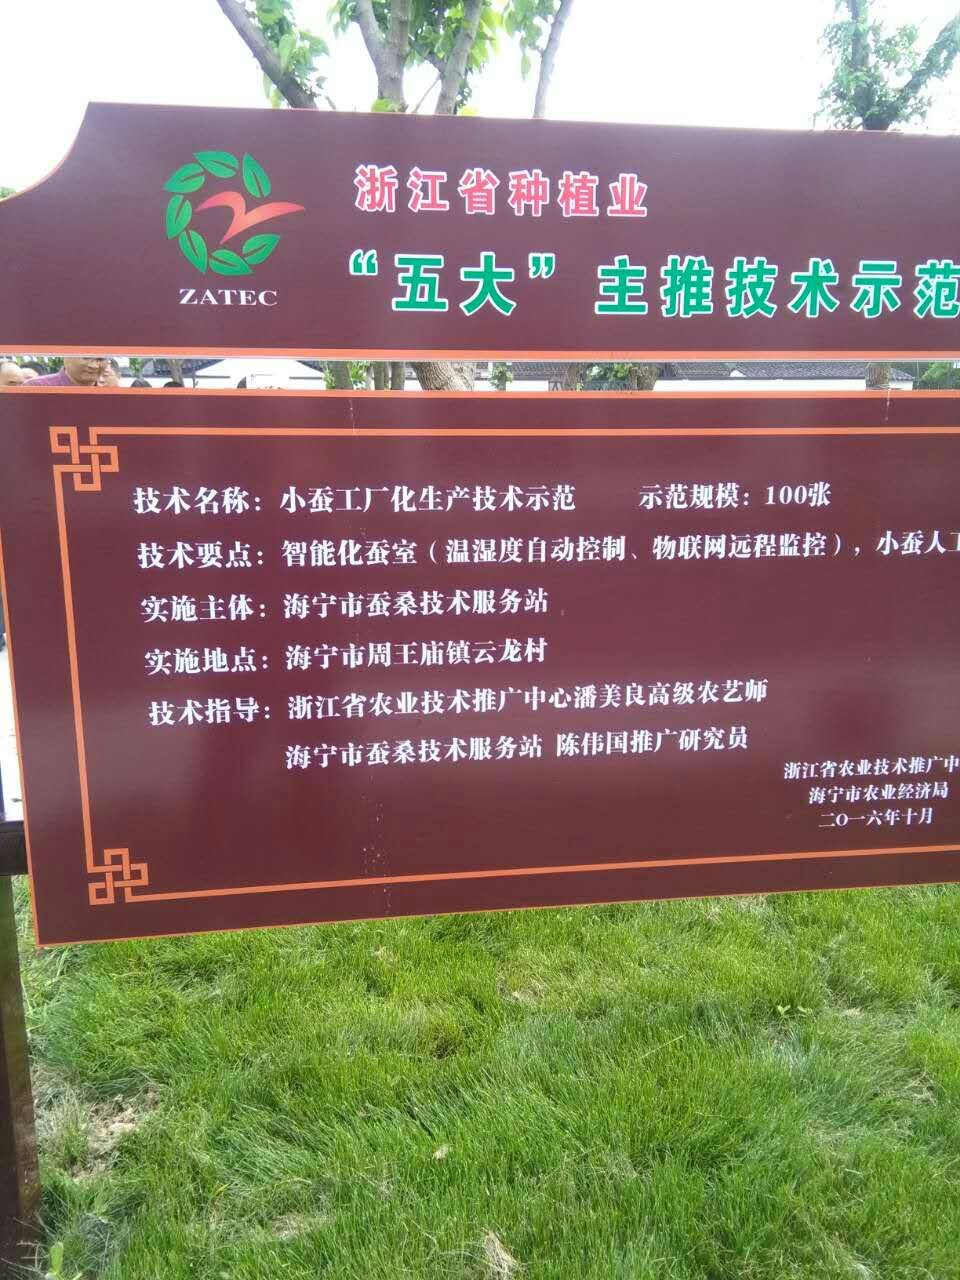 浙江省种植业
“五大”主推技术示范
ZATEC
技术名称：小蚕工厂化生产技术示范 示范规模：100张
技术要点：智能化蚕室（温湿度自动控制、物联网远程监控），小蚕人工
实施主体：海宁市蚕桑技术服务站
实施地点：海宁市周王庙镇云龙村
技术指导：浙江省农业技术推广中心潘美良高级农艺师
海宁市蚕桑技术服务站 陈伟国推广研究员
浙江省农业技术推广中
海宁市农业经济局
二〇一六年十月